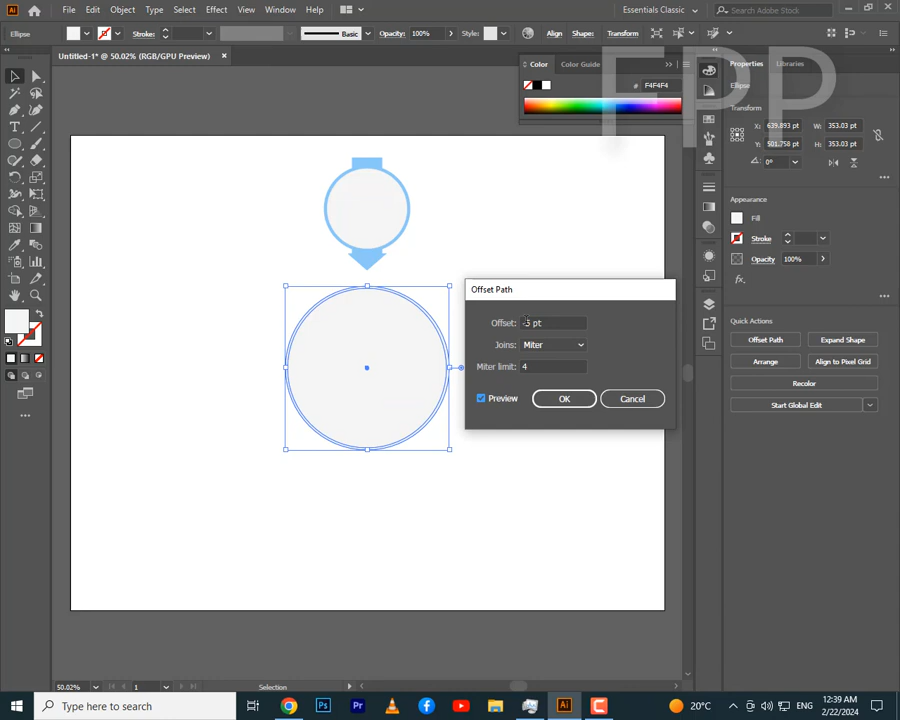 Ai File Edit Object Type Select Effect View Window Help Essentials Classic Search Adobe Stock
Ellipse Stroke: Basic Opacity: 100% Style: Align Shape: Transform
Untitled-1* @ 50.02% (RGB/GPU Preview) ×
Color Color Guide
# F4F4F4
FPP
Properties Libraries
Ellipse
Transform
X: 639.893 pt W: 353.03 pt
Y: 501.758 pt H: 353.03 pt
0°
Appearance
Fill
Stroke
Opacity 100%
fx
Quick Actions
Offset Path Expand Shape
Arrange Align to Pixel Grid
Recolor
Start Global Edit
Offset Path
Offset: -5 pt
Joins: Miter
Miter limit: 4
Preview OK Cancel
50.02% 1 Selection
Type here to search
Ps Pr Ai 20°C 12:39 AM
2/22/2024